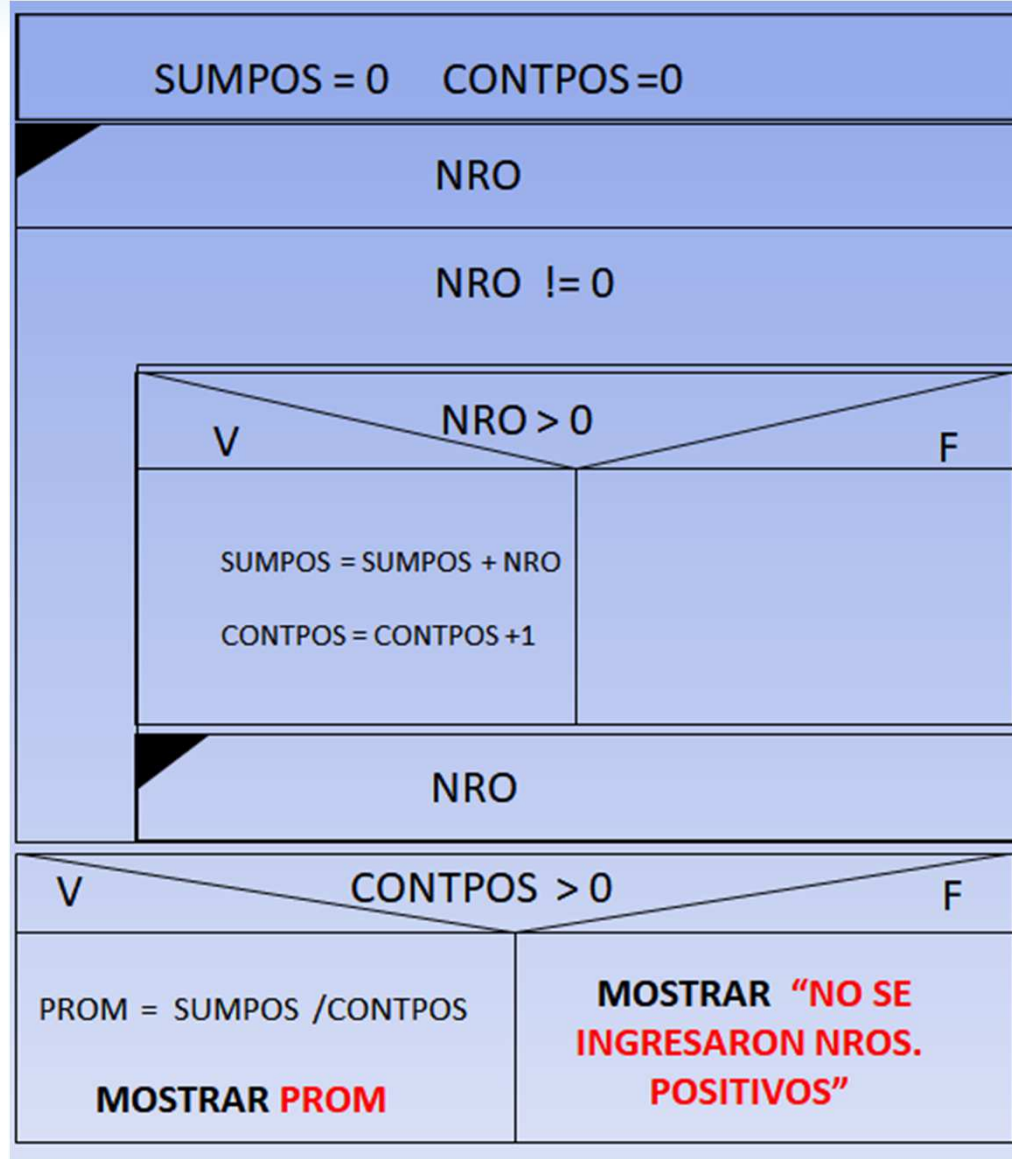 SUMPOS = 0 CONTPOS =0
NRO
NRO != 0
NRO > 0
V
F
SUMPOS = SUMPOS + NRO
CONTPOS = CONTPOS +1
NRO
V
CONTPOS > 0
F
PROM = SUMPOS /CONTPOS
MOSTRAR PROM
MOSTRAR “NO SE
INGRESARON NROS.
POSITIVOS”